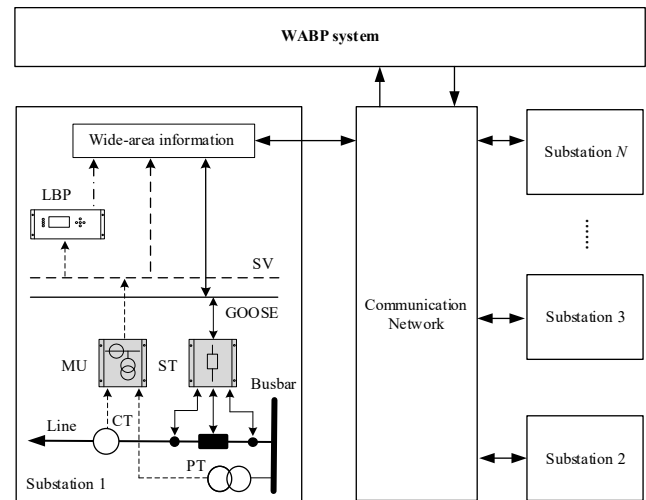 WABP system
Wide-area information
LBP
SV
GOOSE
MU
ST
Busbar
Line
CT
PT
Substation 1
Communication
Network
Substation N
......
Substation 3
Substation 2